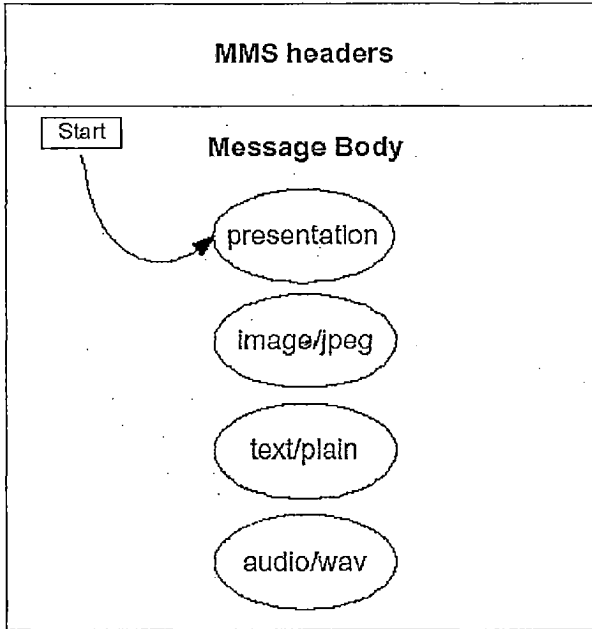 MMS headers
Start
Message Body
presentation
image/jpeg
text/plain
audio/wav